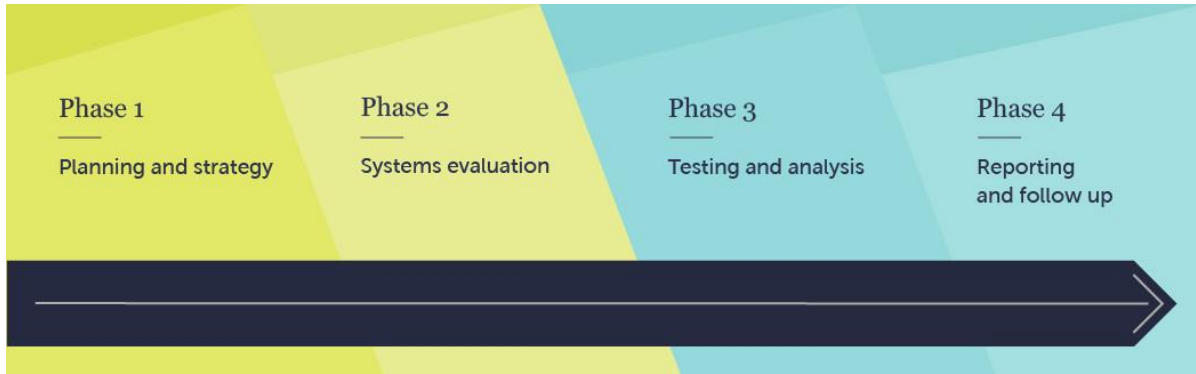 Phase 1
Planning and strategy
Phase 2
Systems evaluation
Phase 3
Testing and analysis
Phase 4
Reporting
and follow up